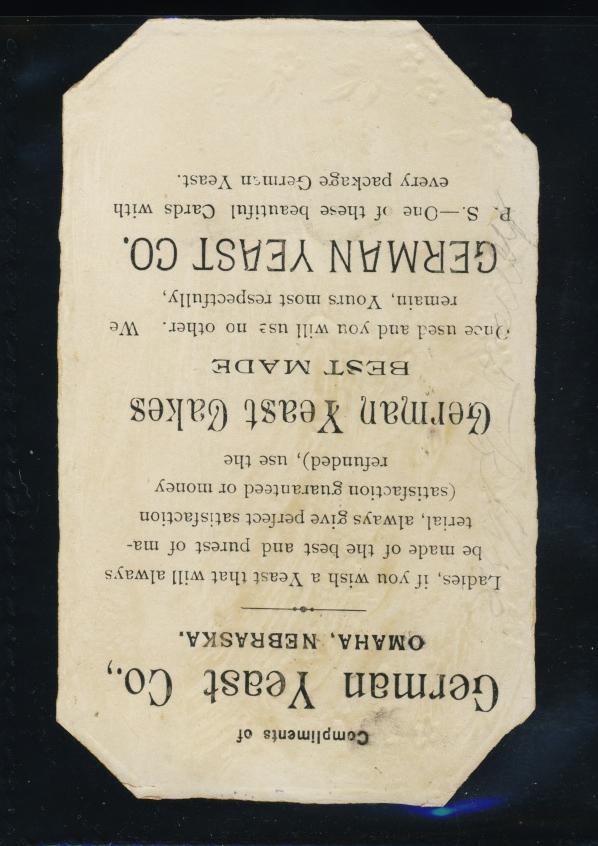 Compliments of
German Yeast Co.,
OMAHA, NEBRASKA.
Ladies, if you wish a Yeast that will always
be made of the best and purest of ma-
terial, always give perfect satisfaction
(satisfaction guaranteed or money
refunded), use the
German Yeast Cakes
BEST MADE
Once used and you will use no other. We
remain, Yours most respectfully,
GERMAN YEAST CO.
P. S.—One of these beautiful Cards with
every package German Yeast.